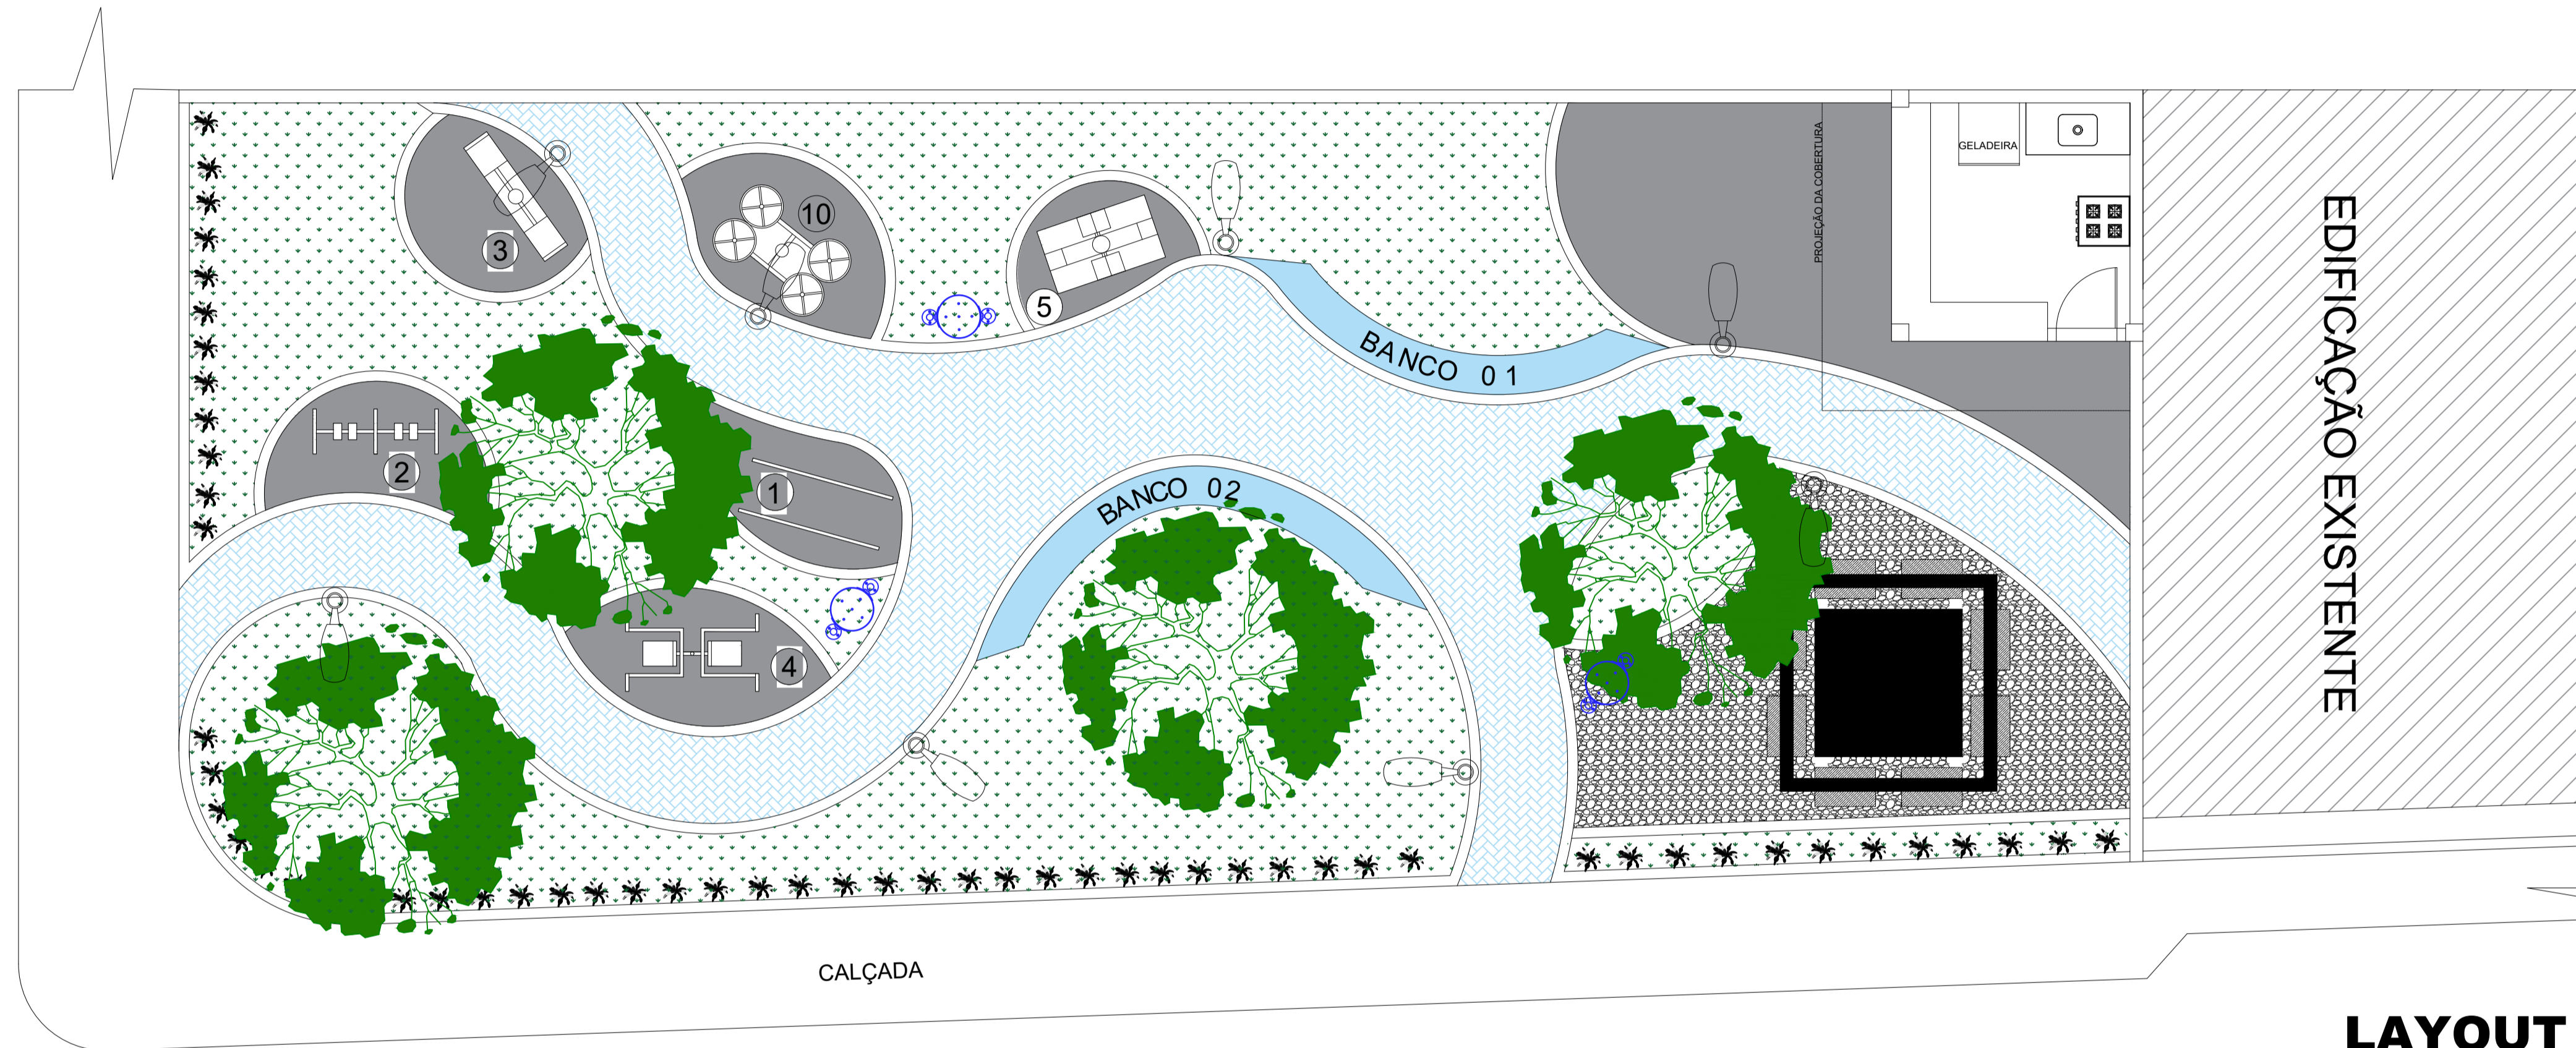 GELADEIRA
PROJEÇÃO DA COBERTURA
EDIFICAÇÃO EXISTENTE
3
10
5
BANCO 01
2
1
BANCO 02
4
CALÇADA
LAYOUT